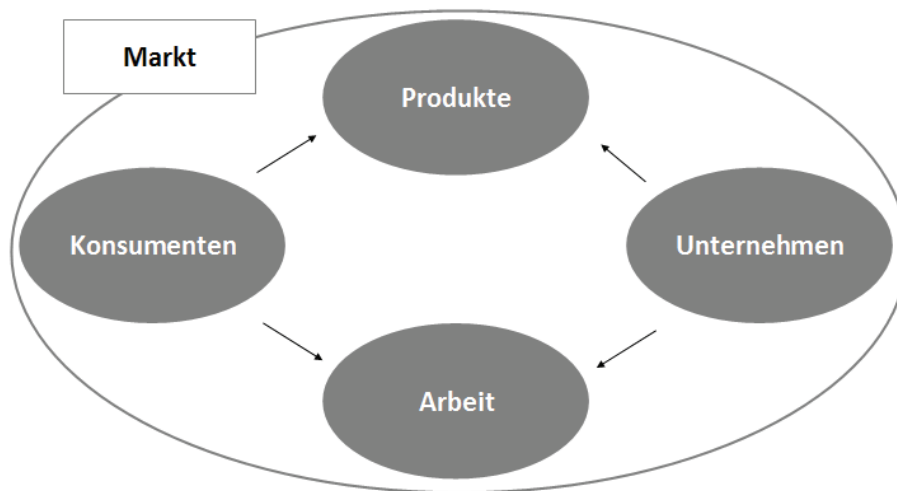 Markt
Produkte
Konsumenten
Unternehmen
Arbeit